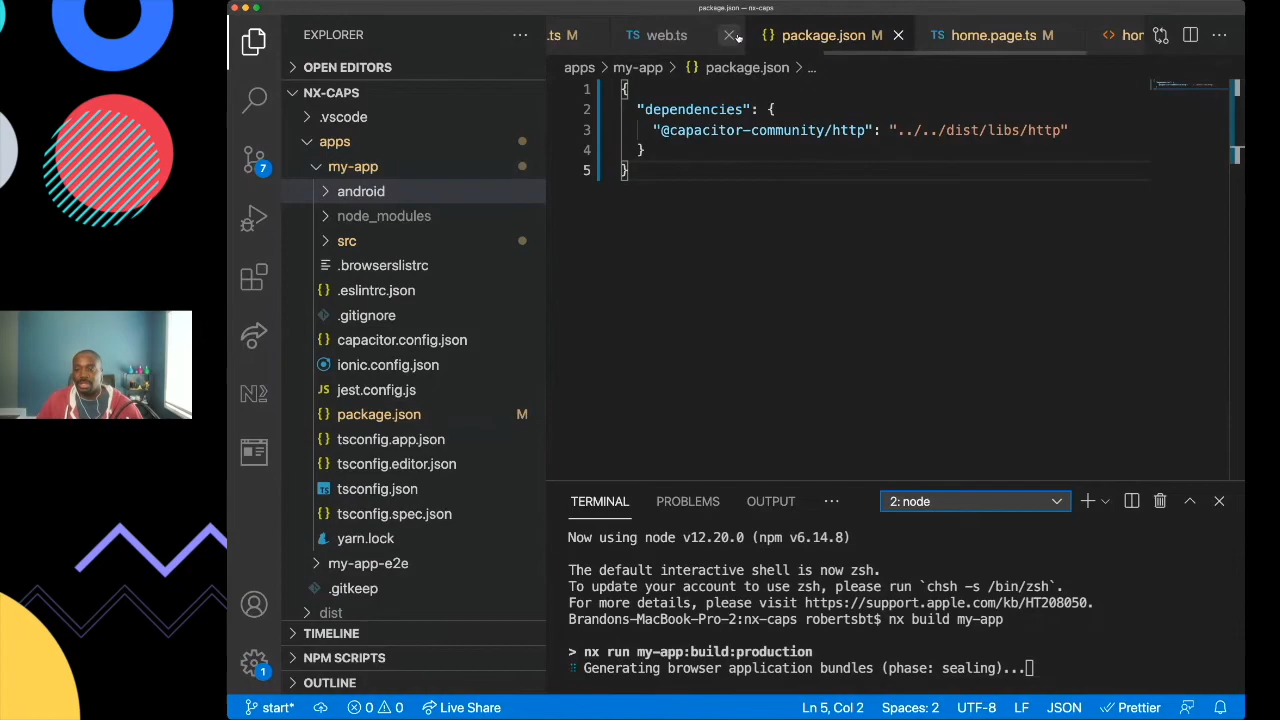 package.json — nx-caps
EXPLORER
OPEN EDITORS
NX-CAPS
.vscode
apps
my-app
android
node_modules
src
.browserslistrc
.eslintrc.json
.gitignore
capacitor.config.json
ionic.config.json
JS jest.config.js
package.json M
tsconfig.app.json
tsconfig.editor.json
TS tsconfig.json
tsconfig.spec.json
yarn.lock
my-app-e2e
.gitkeep
dist
TIMELINE
NPM SCRIPTS
OUTLINE
7
1
.ts M
TS web.ts
{} package.json M
TS home.page.ts M
<> hom
apps > my-app > {} package.json > ...
1 {
2 "dependencies": {
3 "@capacitor-community/http": "../../dist/libs/http"
4 }
5 }
TERMINAL PROBLEMS OUTPUT ... 2: node
Now using node v12.20.0 (npm v6.14.8)
The default interactive shell is now zsh.
To update your account to use zsh, please run `chsh -s /bin/zsh`.
For more details, please visit https://support.apple.com/kb/HT208050.
Brandons-MacBook-Pro-2:nx-caps robertsbt$ nx build my-app
> nx run my-app:build:production
Generating browser application bundles (phase: sealing)...
start* 0 0 Live Share Ln 5, Col 2 Spaces: 2 UTF-8 LF JSON Prettier